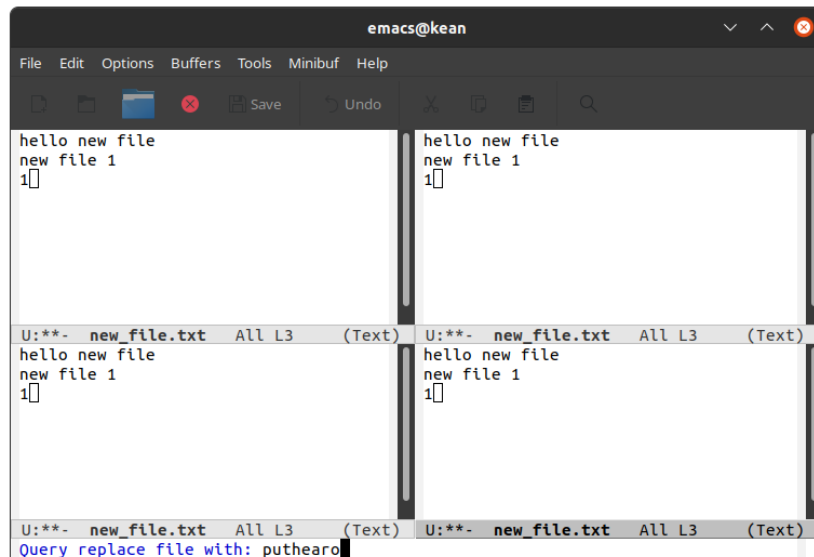 emacs@kean
File Edit Options Buffers Tools Minibuf Help
Save Undo
hello new file
new file 1
1
U:**- new_file.txt All L3 (Text)
hello new file
new file 1
1
U:**- new_file.txt All L3 (Text)
hello new file
new file 1
1
U:**- new_file.txt All L3 (Text)
hello new file
new file 1
1
U:**- new_file.txt All L3 (Text)
Query replace file with: puthearo